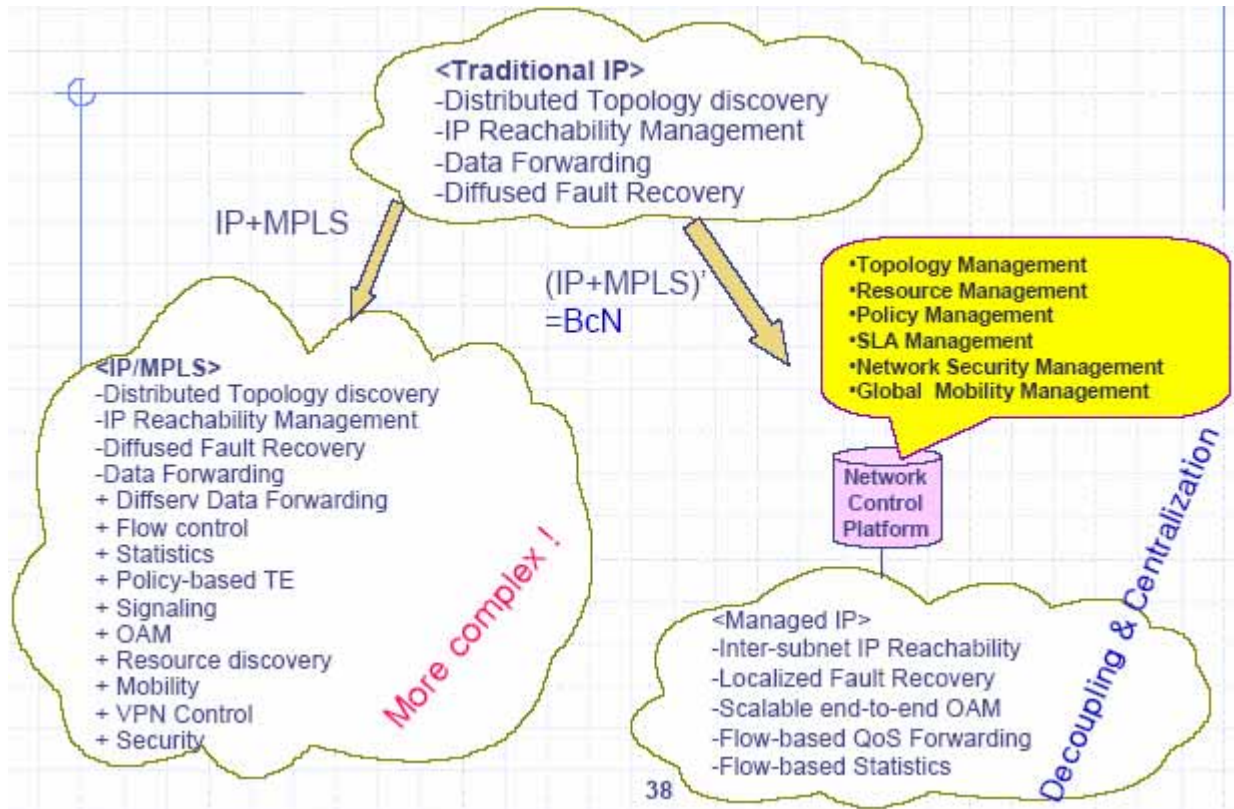 <Traditional IP>
-Distributed Topology discovery
-IP Reachability Management
-Data Forwarding
-Diffused Fault Recovery
IP+MPLS
(IP+MPLS)'
=BcN
•Topology Management
•Resource Management
•Policy Management
•SLA Management
•Network Security Management
•Global Mobility Management
<IP/MPLS>
-Distributed Topology discovery
-IP Reachability Management
-Diffused Fault Recovery
-Data Forwarding
+ Diffserv Data Forwarding
+ Flow control
+ Statistics
+ Policy-based TE
+ Signaling
+ OAM
+ Resource discovery
+ Mobility
+ VPN Control
+ Security
More complex !
Network
Control
Platform
<Managed IP>
-Inter-subnet IP Reachability
-Localized Fault Recovery
-Scalable end-to-end OAM
-Flow-based QoS Forwarding
-Flow-based Statistics
Decoupling & Centralization
38